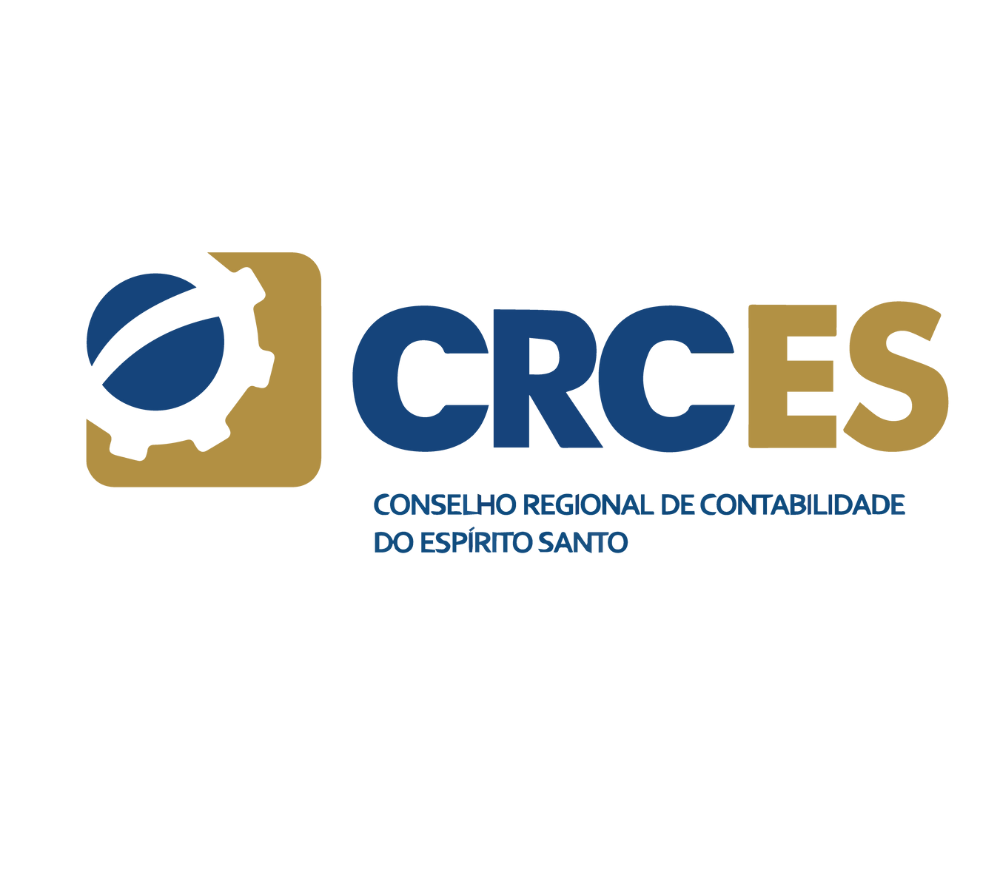 CRCES
CONSELHO REGIONAL DE CONTABILIDADE
DO ESPÍRITO SANTO